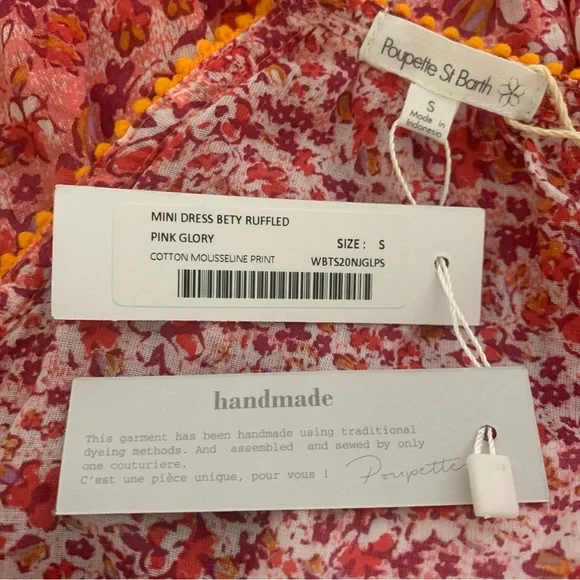 Poupette St Barth
S
Made in
Indonesia
MINI DRESS BETY RUFFLED
PINK GLORY SIZE : S
COTTON MOUSSELINE PRINT WBTS20NJGLPS
handmade
This garment has been handmade using traditional
dyeing methods. And assembled and sewed by only
one couturiere.
C'est une pièce unique, pour vous ! Poupette